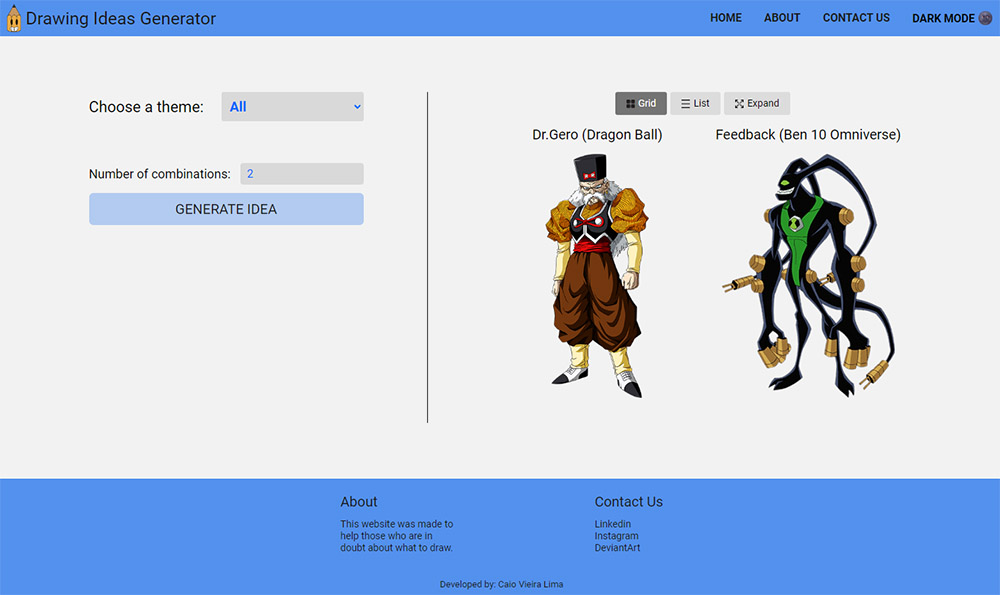 Drawing Ideas Generator
HOME ABOUT CONTACT US DARK MODE
Choose a theme: All
Number of combinations: 2
GENERATE IDEA
Grid List Expand
Dr.Gero (Dragon Ball) Feedback (Ben 10 Omniverse)
About
This website was made to
help those who are in
doubt about what to draw.
Contact Us
Linkedin
Instagram
DeviantArt
Developed by: Caio Vieira Lima